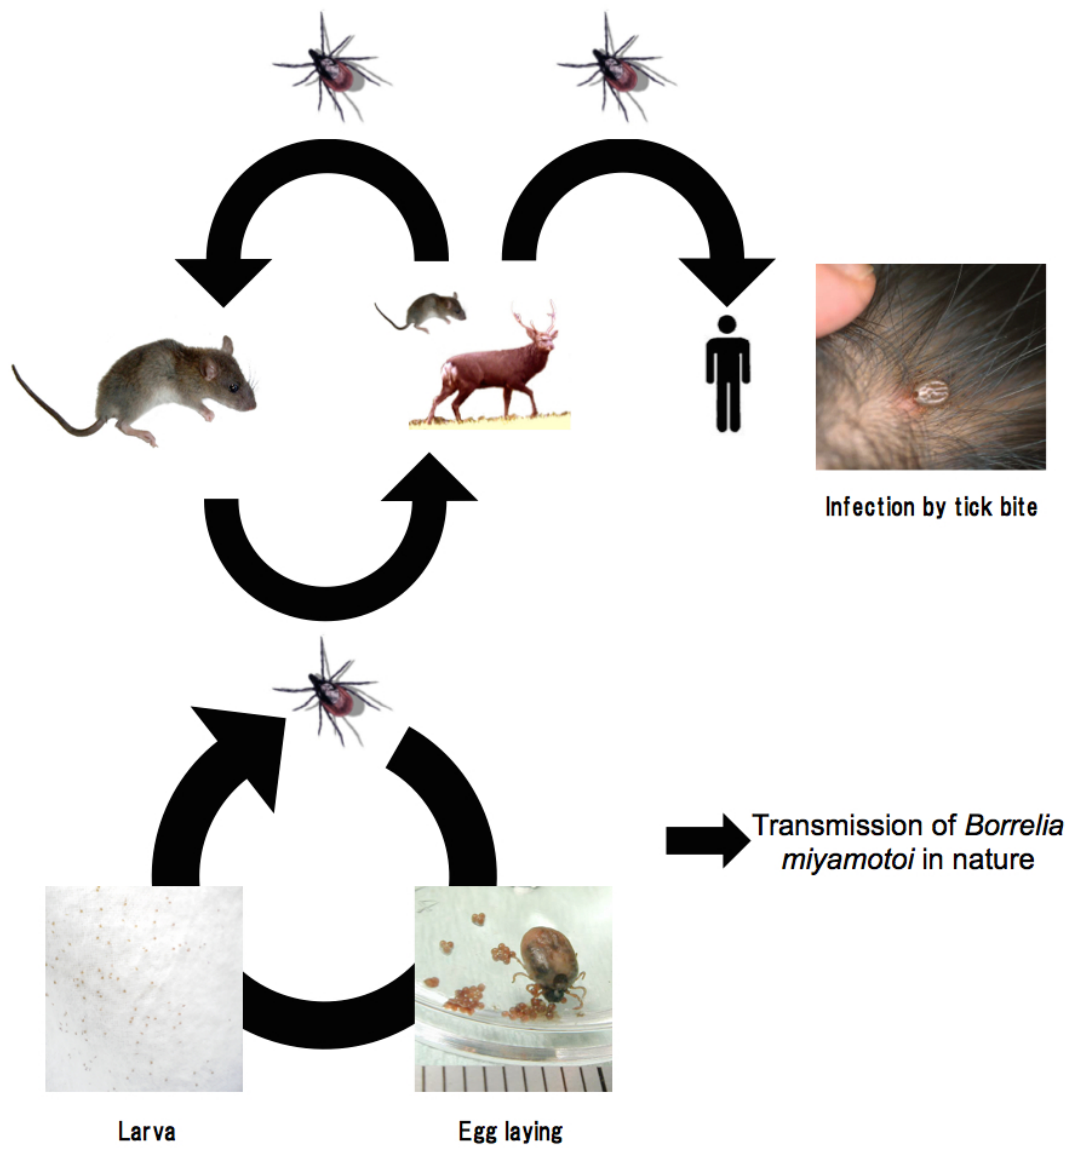 Infection by tick bite
Transmission of Borrelia
miyamotoi in nature
Larva
Egg laying